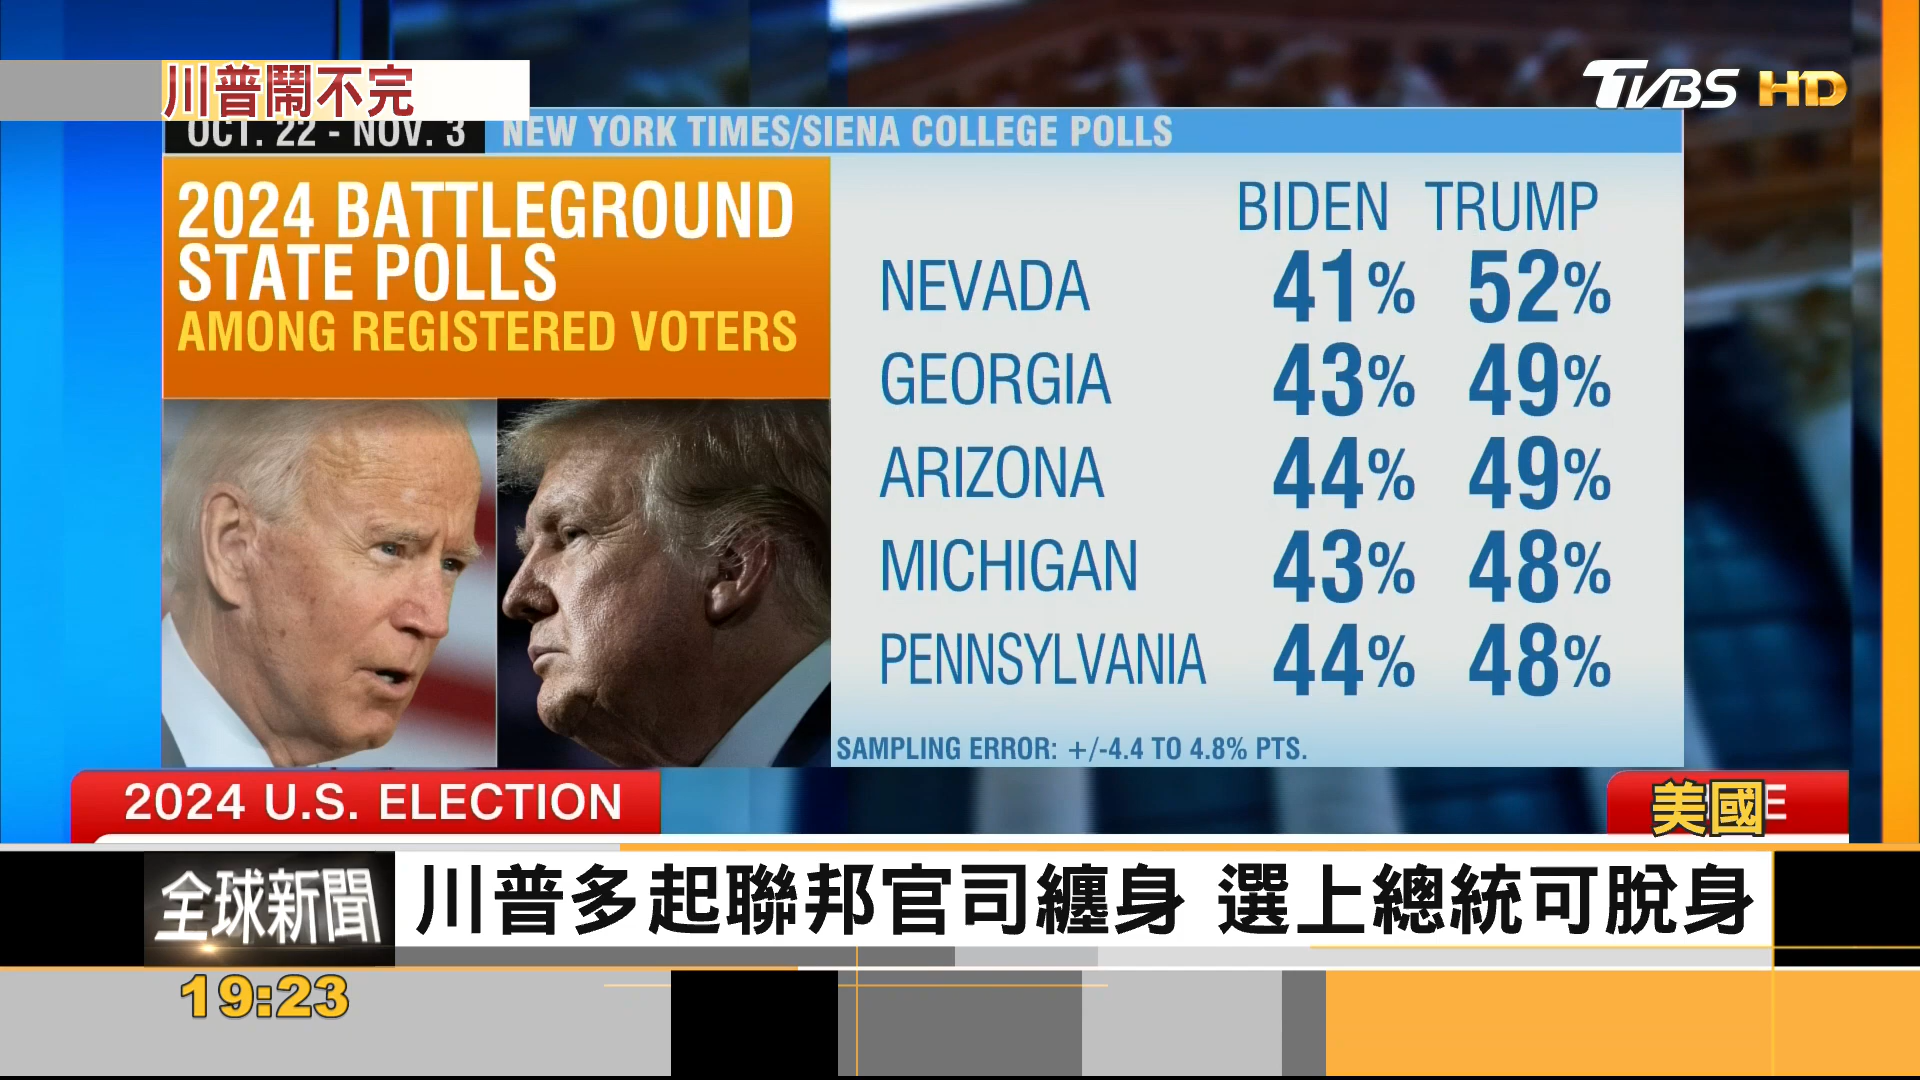 川普鬧不完
TVBS HD
OCT. 22 - NOV. 3
NEW YORK TIMES/SIENA COLLEGE POLLS
2024 BATTLEGROUND
STATE POLLS
AMONG REGISTERED VOTERS
BIDEN TRUMP
NEVADA 41% 52%
GEORGIA 43% 49%
ARIZONA 44% 49%
MICHIGAN 43% 48%
PENNSYLVANIA 44% 48%
SAMPLING ERROR: +/-4.4 TO 4.8% PTS.
2024 U.S. ELECTION
美國
全球新聞
川普多起聯邦官司纏身 選上總統可脫身
19:23